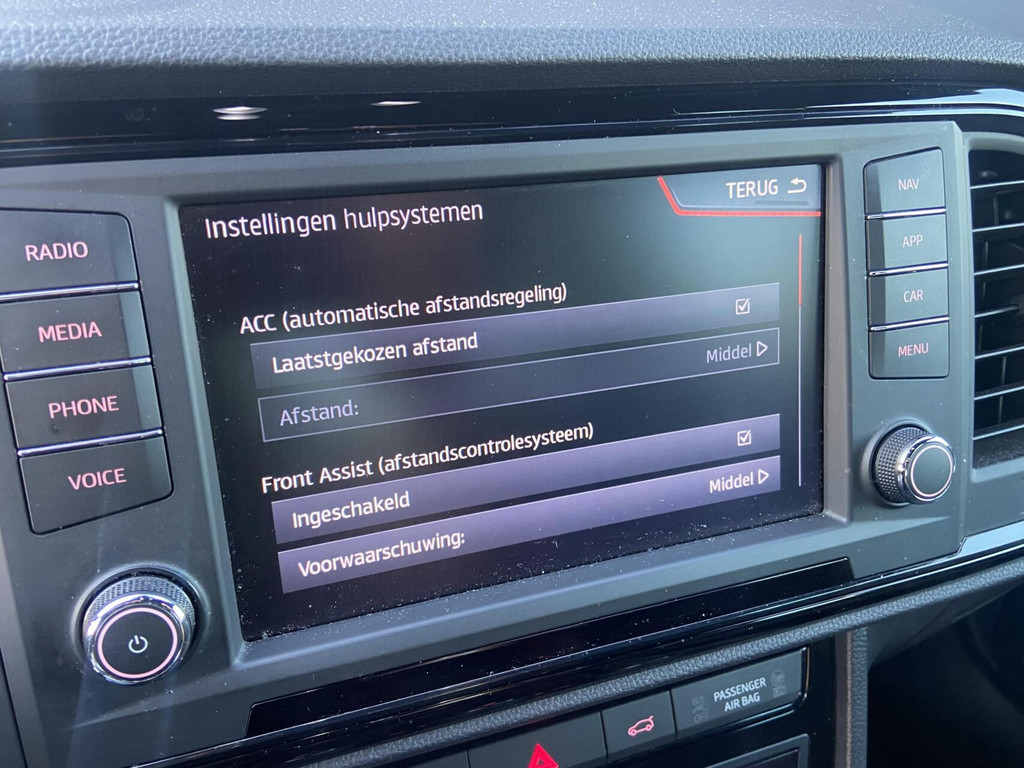 TERUG
Instellingen hulpsystemen
ACC (automatische afstandsregeling)
Laatstgekozen afstand
Afstand: Middel
Front Assist (afstandscontrolesysteem)
Ingeschakeld
Voorwaarschuwing: Middel
RADIO
MEDIA
PHONE
VOICE
NAV
APP
CAR
MENU
PASSENGER
AIR BAG